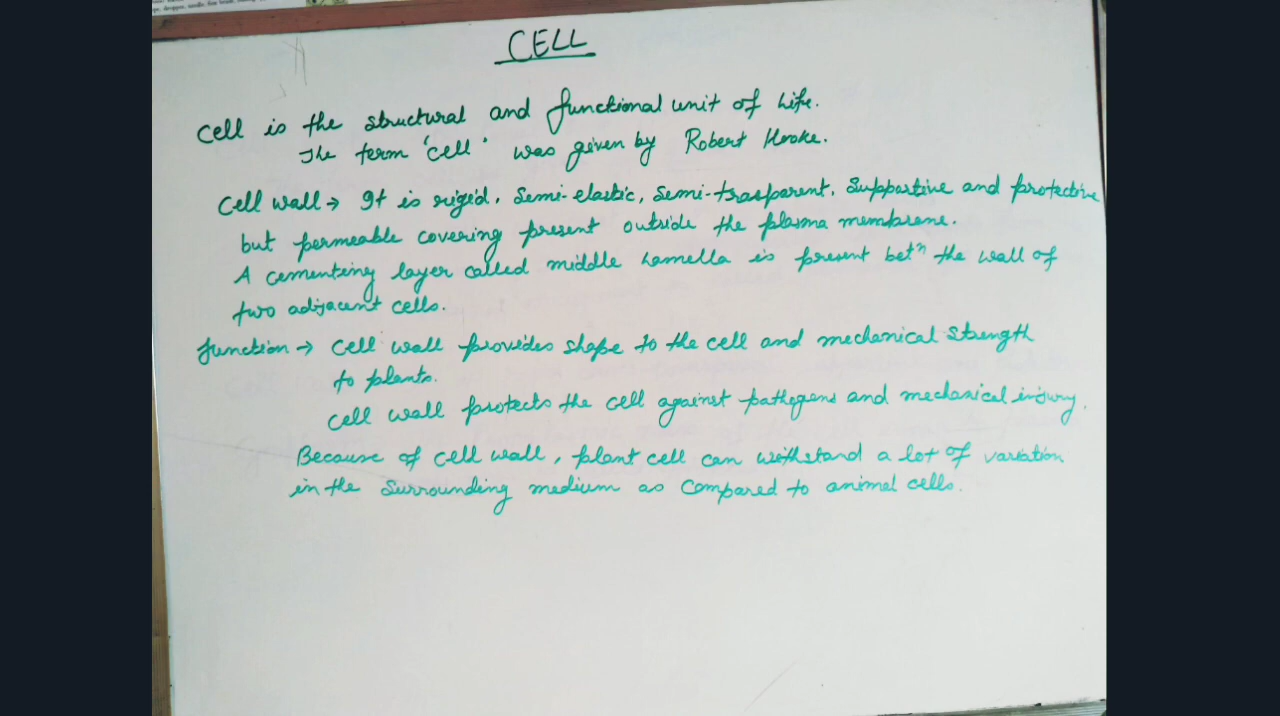 CELL
Cell is the structural and functional unit of Life.
The term 'cell' was given by Robert Hooke.
Cell wall → It is riged, Semi-elastic, Semi-trasparent, Supportive and protective
but permeable covering present outside the plasma membrene.
A cementing layer called middle Lamella is present betⁿ the wall of
two adjacent cells.
function → Cell wall provides shape to the cell and mechanical strength
to plants.
Cell wall protects the cell against pathogens and mechanical injury.
Because of cell wall, plant cell can withstand a lot of variation
in the surrounding medium as compared to animal cells.